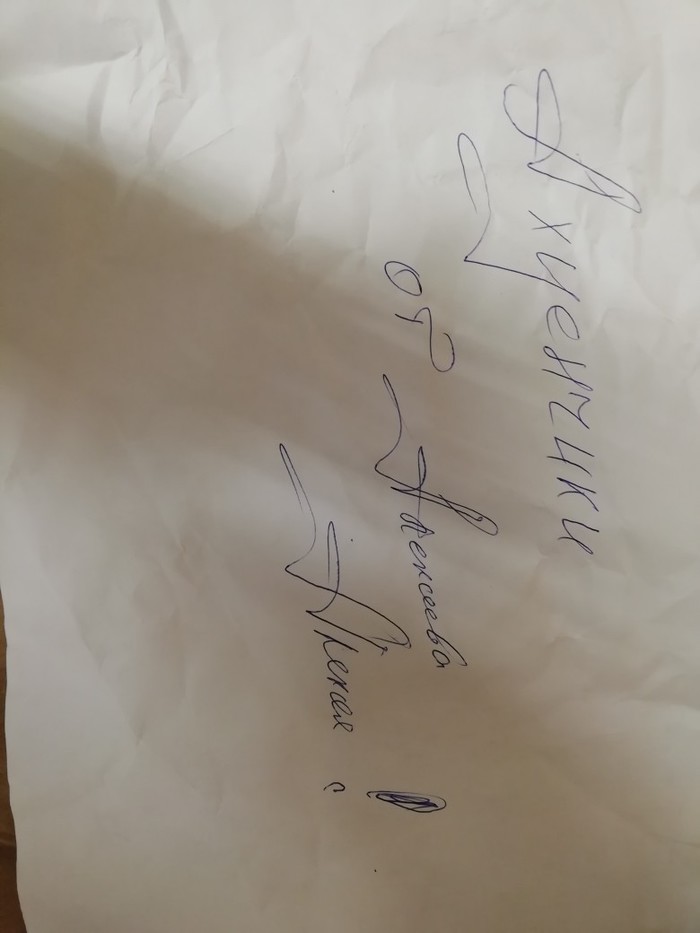 Ахуенчики
от Алексеева
Алексея !